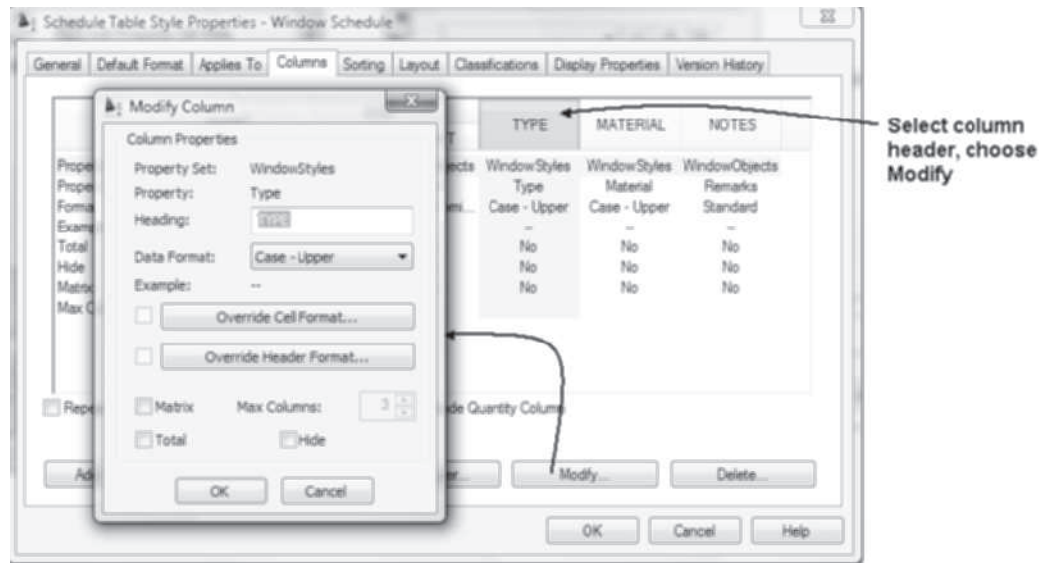 Schedule Table Style Properties - Window Schedule
General Default Format Applies To Columns Sorting Layout Classifications Display Properties Version History
TYPE MATERIAL NOTES
WindowStyles WindowStyles WindowObjects
Type Material Remarks
Case - Upper Case - Upper Standard
-- -- --
No No No
No No No
No No No
Total
Hide
Modify Column
Column Properties
Property Set: WindowStyles
Property: Type
Heading: TYPE
Data Format: Case - Upper
Example: --
Override Cell Format...
Override Header Format...
Matrix Max Columns: 3
Total Hide
OK Cancel
Modify... Delete...
OK Cancel Help
Select column
header, choose
Modify